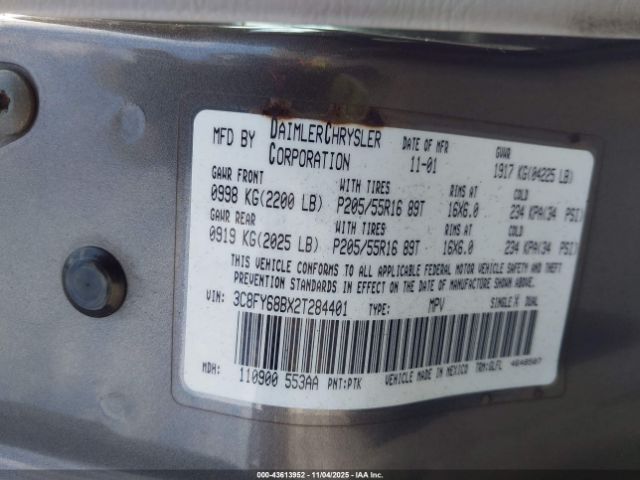 MFD BY DAIMLERCHRYSLER CORPORATION DATE OF MFR 11-01 GVWR 1917 KG(04225 LB)
GAWR FRONT WITH TIRES RIMS AT COLD
0998 KG(2200 LB) P205/55R16 89T 16X6.0 234 KPA(34 PSI)
GAWR REAR WITH TIRES RIMS AT COLD
0919 KG(2025 LB) P205/55R16 89T 16X6.0 234 KPA(34 PSI)
THIS VEHICLE CONFORMS TO ALL APPLICABLE FEDERAL MOTOR VEHICLE SAFETY AND THEFT
PREVENTION STANDARDS IN EFFECT ON THE DATE OF MANUFACTURE SHOWN ABOVE.
VIN: 3C8FY68BX2T284401 TYPE: MPV SINGLE X DUAL
MDH: 110900 553AA PNT:PTK VEHICLE MADE IN MEXICO TRM:GLFL 4648507
000-43613952 - 11/04/2025 - IAA Inc.